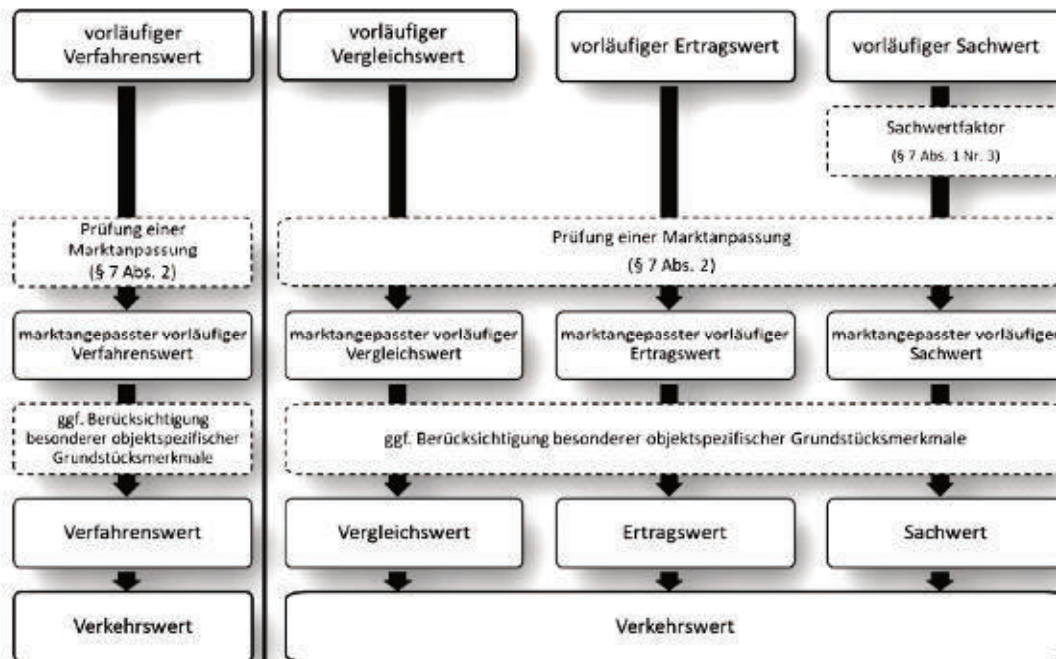 vorläufiger
Verfahrenswert
vorläufiger
Vergleichswert
vorläufiger Ertragswert
vorläufiger Sachwert
Sachwertfaktor
(§ 7 Abs. 1 Nr. 3)
Prüfung einer
Marktanpassung
(§ 7 Abs. 2)
Prüfung einer Marktanpassung
(§ 7 Abs. 2)
marktangepasster vorläufiger
Verfahrenswert
marktangepasster vorläufiger
Vergleichswert
marktangepasster vorläufiger
Ertragswert
marktangepasster vorläufiger
Sachwert
ggf. Berücksichtigung
besonderer objektspezifischer
Grundstücksmerkmale
ggf. Berücksichtigung besonderer objektspezifischer Grundstücksmerkmale
Verfahrenswert
Vergleichswert
Ertragswert
Sachwert
Verkehrswert
Verkehrswert